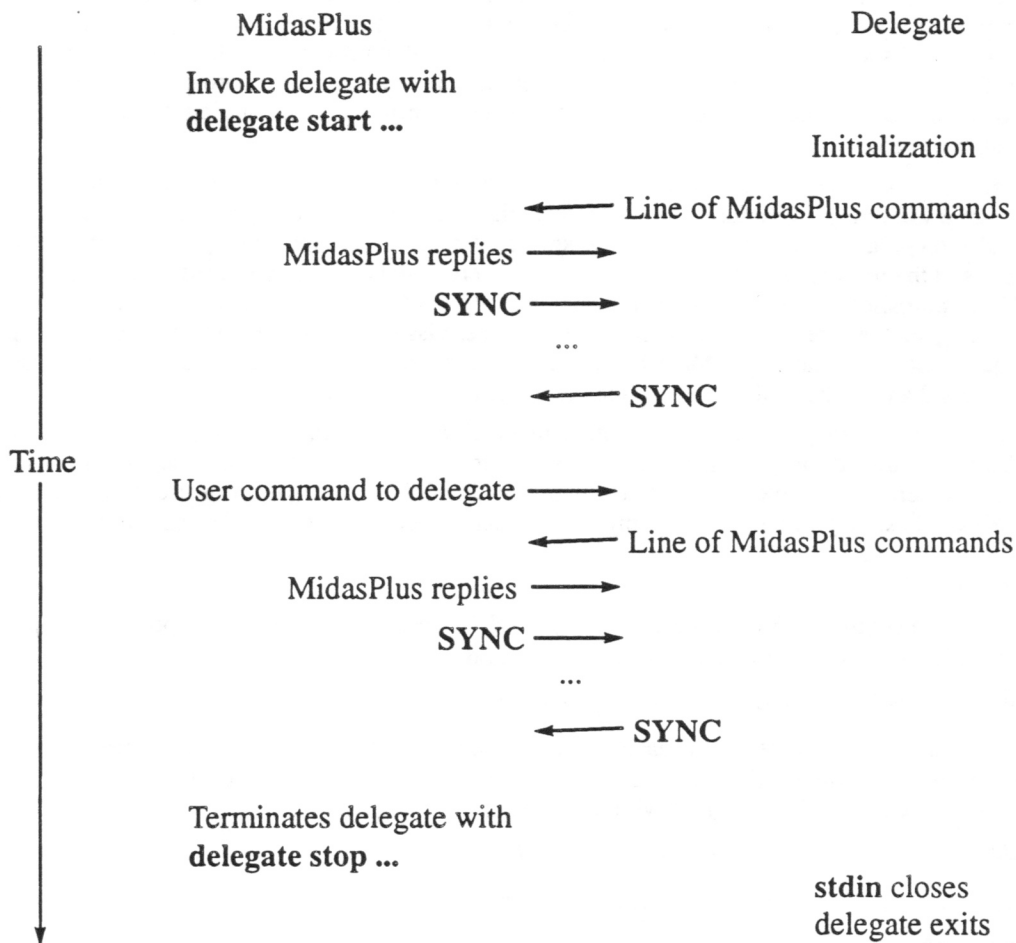 MidasPlus Delegate
Invoke delegate with
delegate start ...
Initialization
Line of MidasPlus commands
MidasPlus replies
SYNC
...
SYNC
Time
User command to delegate
Line of MidasPlus commands
MidasPlus replies
SYNC
...
SYNC
Terminates delegate with
delegate stop ...
stdin closes
delegate exits